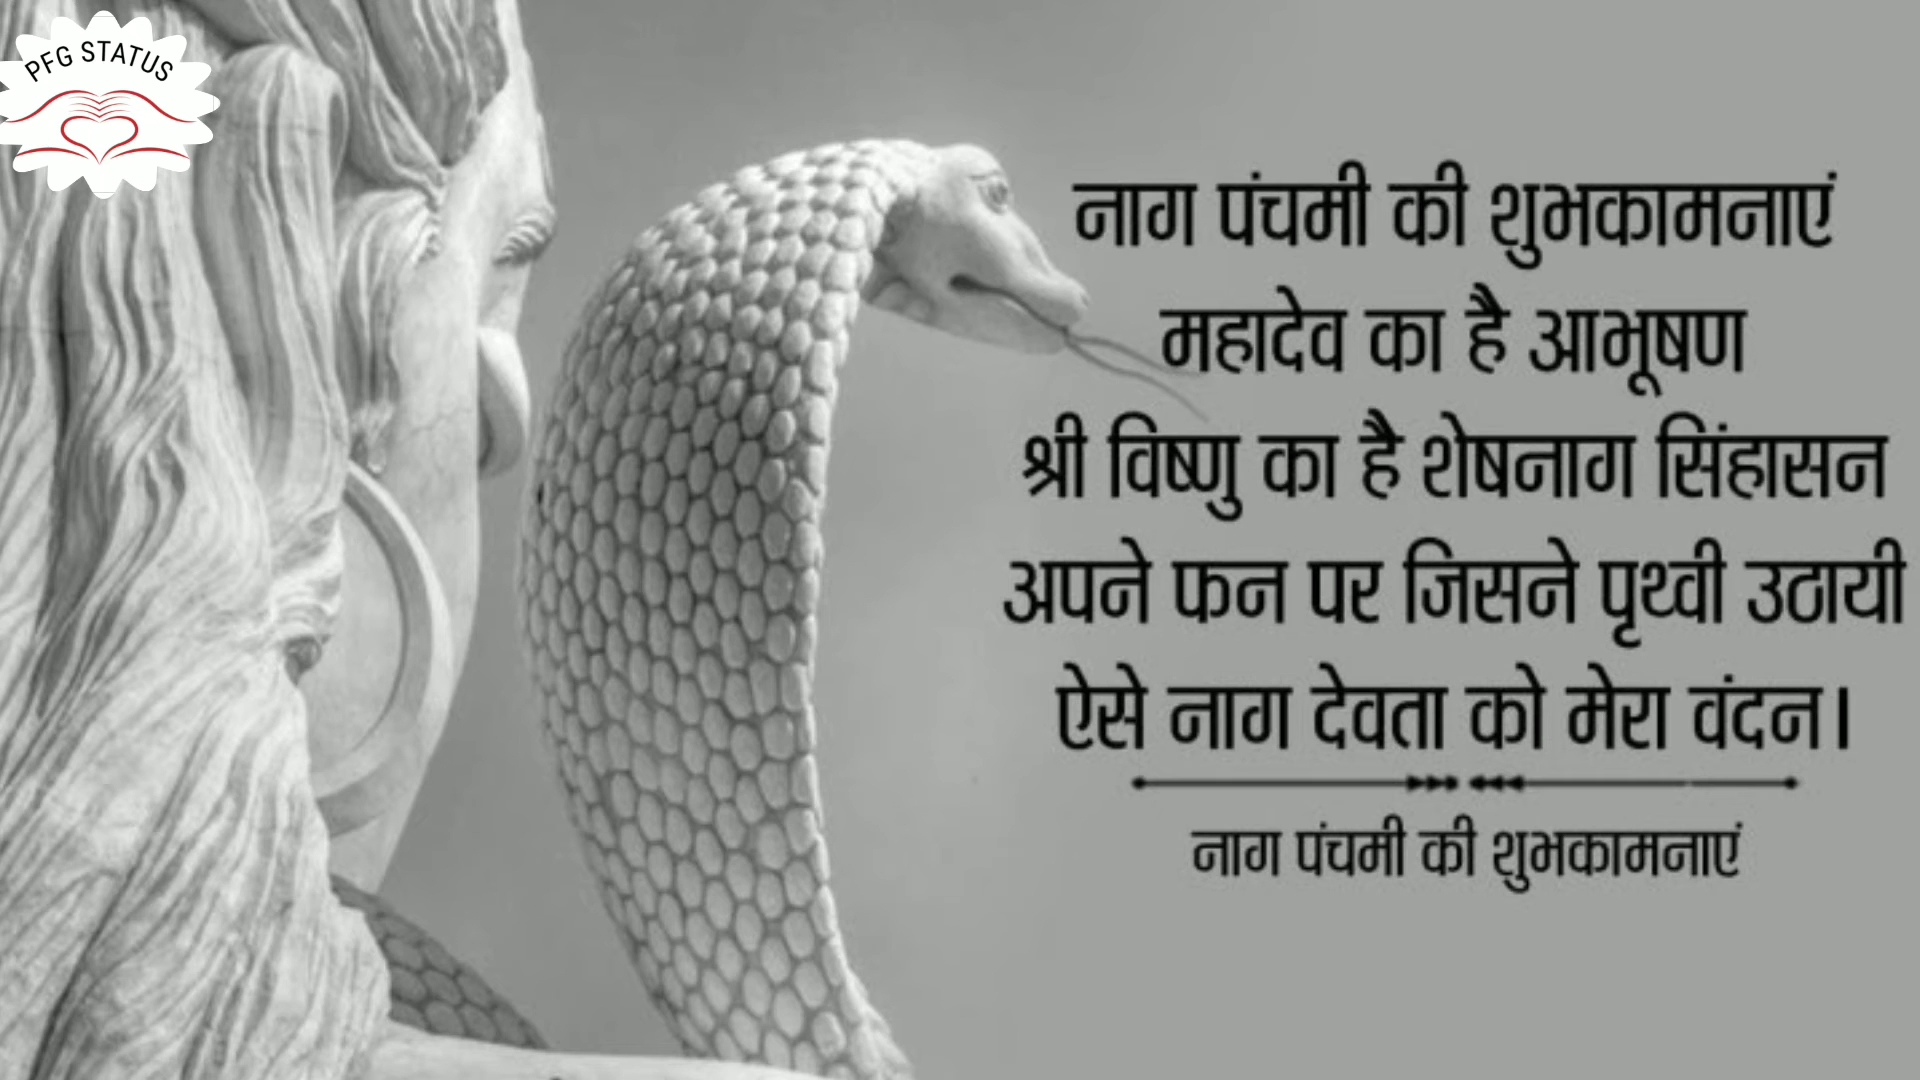 PFG STATUS
नाग पंचमी की शुभकामनाएं
महादेव का है आभूषण
श्री विष्णु का है शेषनाग सिंहासन
अपने फन पर जिसने पृथ्वी उठायी
ऐसे नाग देवता को मेरा वंदन।
नाग पंचमी की शुभकामनाएं